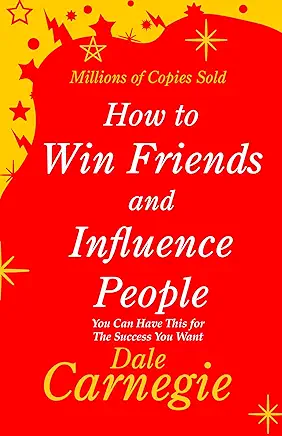 Millions of Copies Sold
How to
Win Friends
and
Influence
People
You Can Have This for
The Success You Want
Dale
Carnegie